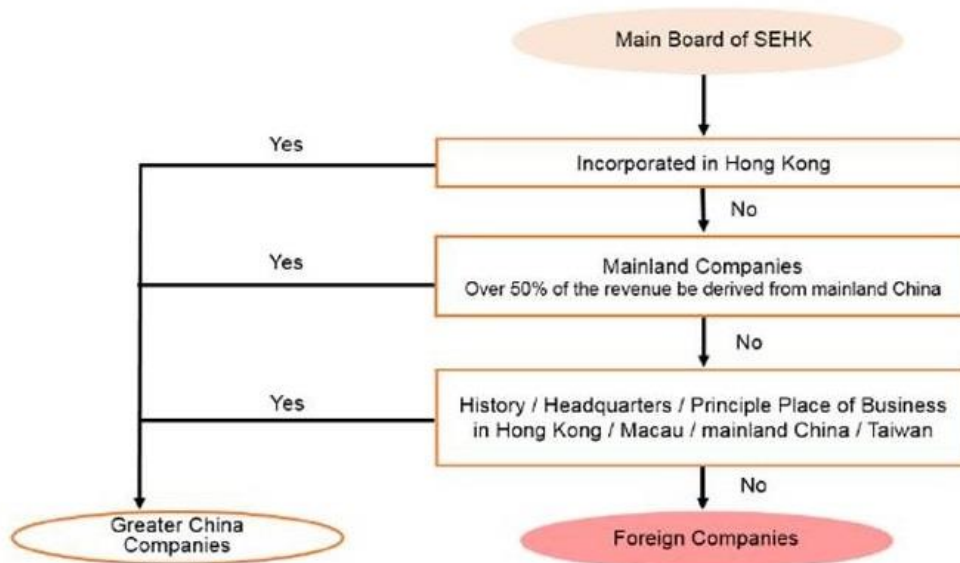 Main Board of SEHK
Yes
Incorporated in Hong Kong
No
Yes
Mainland Companies
Over 50% of the revenue be derived from mainland China
No
Yes
History / Headquarters / Principle Place of Business
in Hong Kong / Macau / mainland China / Taiwan
No
Greater China
Companies
Foreign Companies